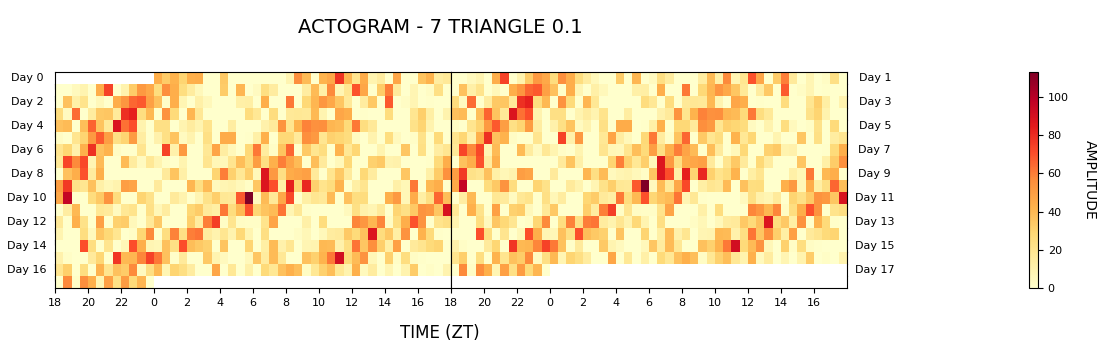 ACTOGRAM - 7 TRIANGLE 0.1
Day 0
Day 2
Day 4
Day 6
Day 8
Day 10
Day 12
Day 14
Day 16
Day 1
Day 3
Day 5
Day 7
Day 9
Day 11
Day 13
Day 15
Day 17
18 20 22 0 2 4 6 8 10 12 14 16 18 20 22 0 2 4 6 8 10 12 14 16
TIME (ZT)
100
80
60
40
20
0
AMPLITUDE